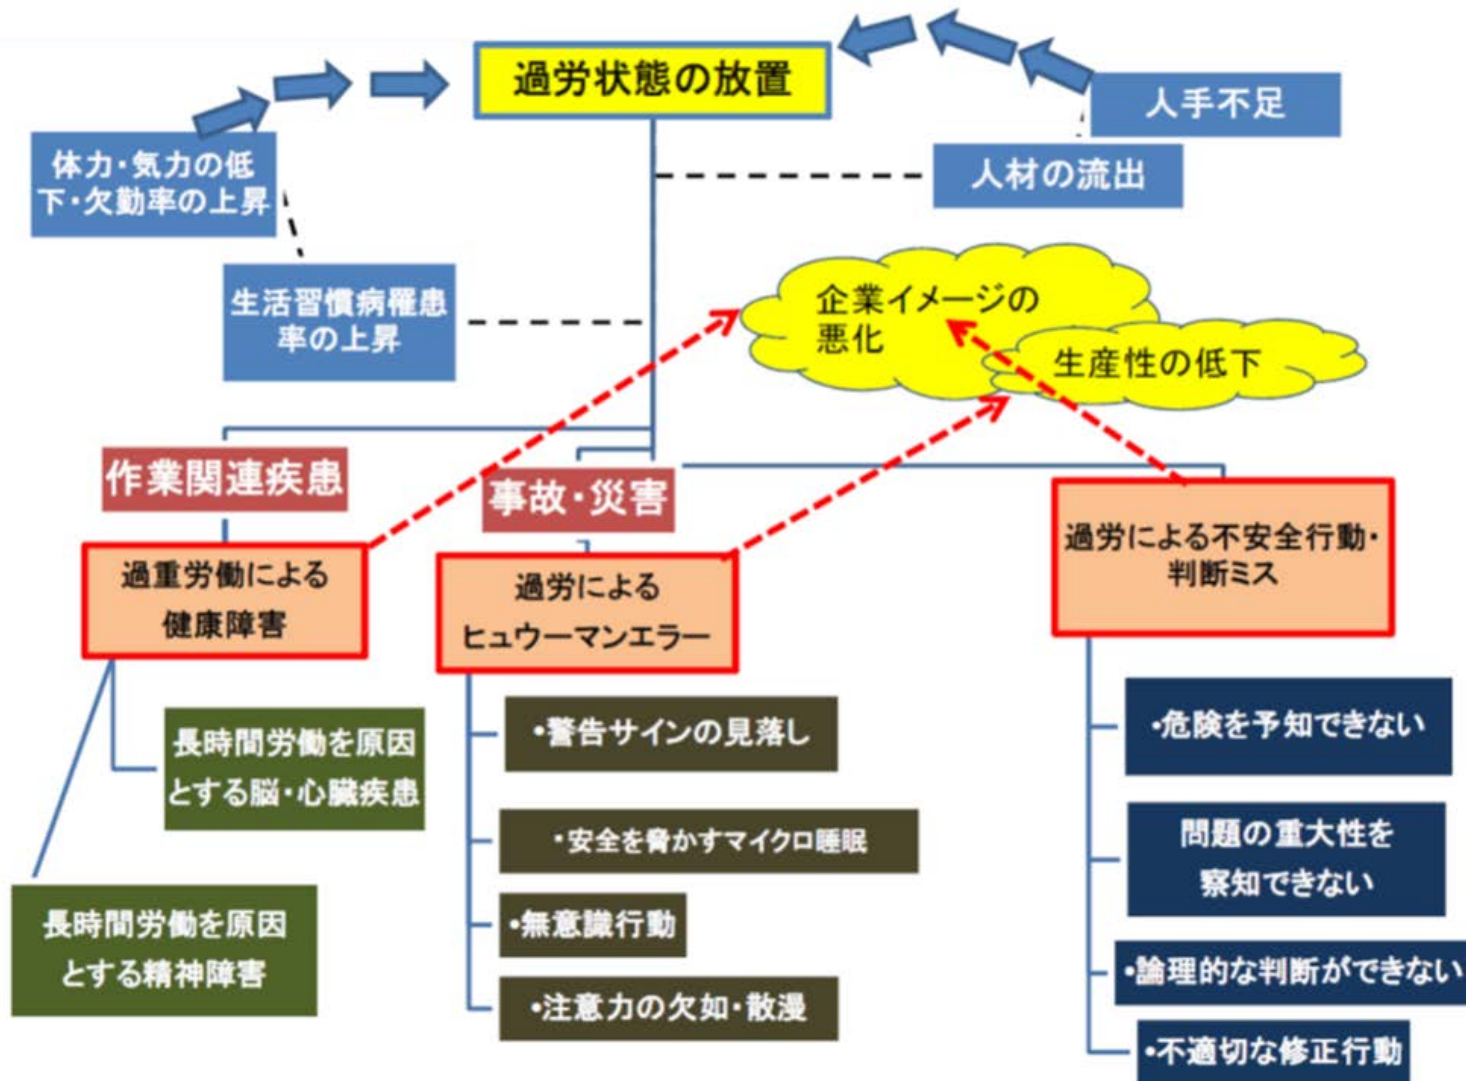 過労状態の放置
人手不足
人材の流出
体力・気力の低
下・欠勤率の上昇
生活習慣病罹患
率の上昇
企業イメージの
悪化
生産性の低下
作業関連疾患
事故・災害
過重労働による
健康障害
過労による
ヒュウーマンエラー
過労による不安全行動・
判断ミス
長時間労働を原因
とする脳・心臓疾患
長時間労働を原因
とする精神障害
•警告サインの見落し
・安全を脅かすマイクロ睡眠
•無意識行動
•注意力の欠如・散漫
•危険を予知できない
問題の重大性を
察知できない
•論理的な判断ができない
•不適切な修正行動